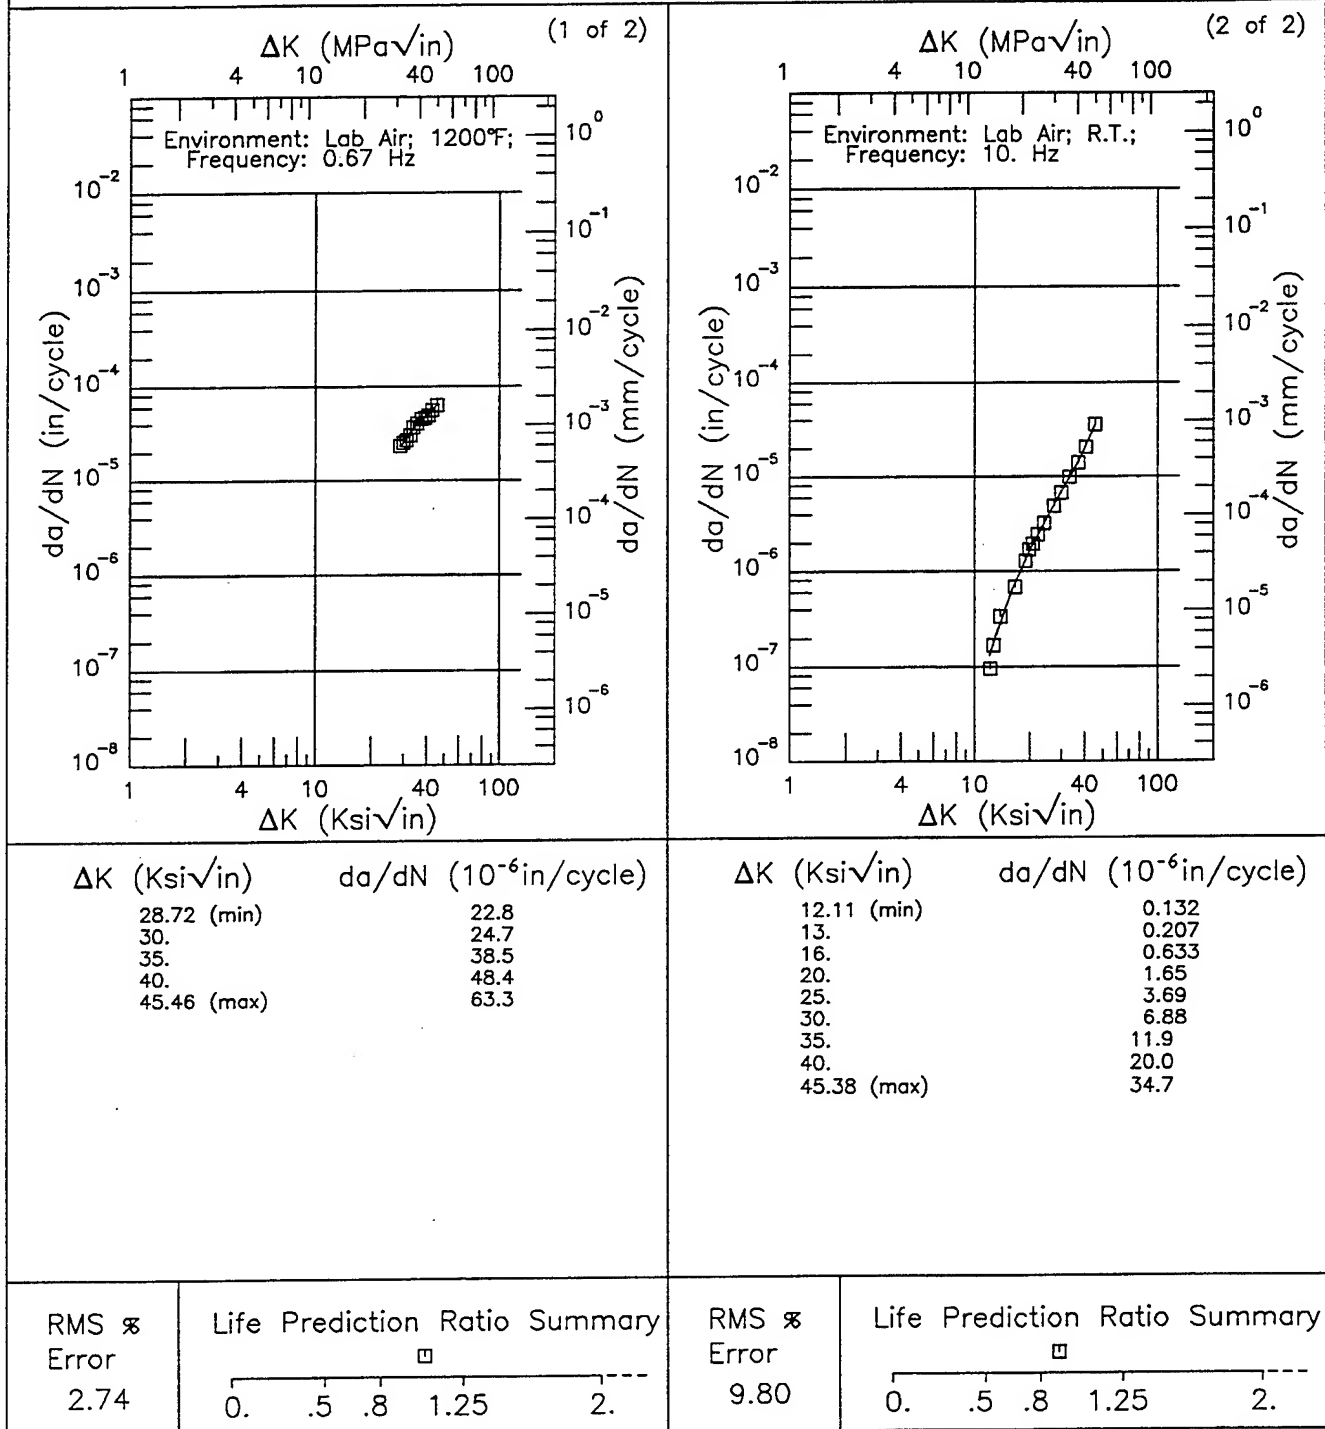 (1 of 2)
ΔK (MPa√in)
1 4 10 40 100
Environment: Lab Air; 1200°F;
Frequency: 0.67 Hz
da/dN (in/cycle)
10⁻²
10⁻³
10⁻⁴
10⁻⁵
10⁻⁶
10⁻⁷
10⁻⁸
10⁰
10⁻¹
10⁻²
10⁻³
10⁻⁴
10⁻⁵
10⁻⁶
da/dN (mm/cycle)
1 4 10 40 100
ΔK (Ksi√in)
ΔK (Ksi√in) da/dN (10⁻⁶in/cycle)
28.72 (min) 22.8
30. 24.7
35. 38.5
40. 48.4
45.46 (max) 63.3
RMS % Error
2.74
Life Prediction Ratio Summary
0. .5 .8 1.25 2.
(2 of 2)
ΔK (MPa√in)
1 4 10 40 100
Environment: Lab Air; R.T.;
Frequency: 10. Hz
da/dN (in/cycle)
10⁻²
10⁻³
10⁻⁴
10⁻⁵
10⁻⁶
10⁻⁷
10⁻⁸
10⁰
10⁻¹
10⁻²
10⁻³
10⁻⁴
10⁻⁵
10⁻⁶
da/dN (mm/cycle)
1 4 10 40 100
ΔK (Ksi√in)
ΔK (Ksi√in) da/dN (10⁻⁶in/cycle)
12.11 (min) 0.132
13. 0.207
16. 0.633
20. 1.65
25. 3.69
30. 6.88
35. 11.9
40. 20.0
45.38 (max) 34.7
RMS % Error
9.80
Life Prediction Ratio Summary
0. .5 .8 1.25 2.